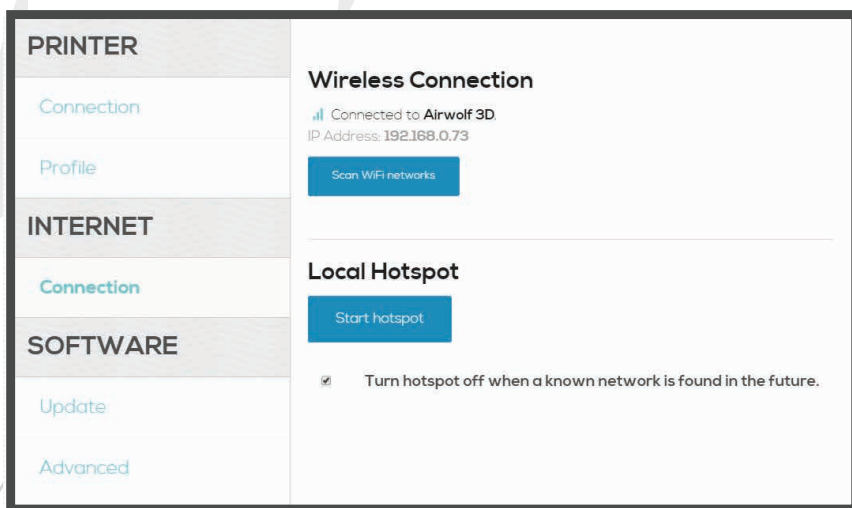 PRINTER
Connection
Profile
INTERNET
Connection
SOFTWARE
Update
Advanced
Wireless Connection
Connected to Airwolf 3D.
IP Address: 192.168.0.73
Scan WiFi networks
Local Hotspot
Start hotspot
Turn hotspot off when a known network is found in the future.